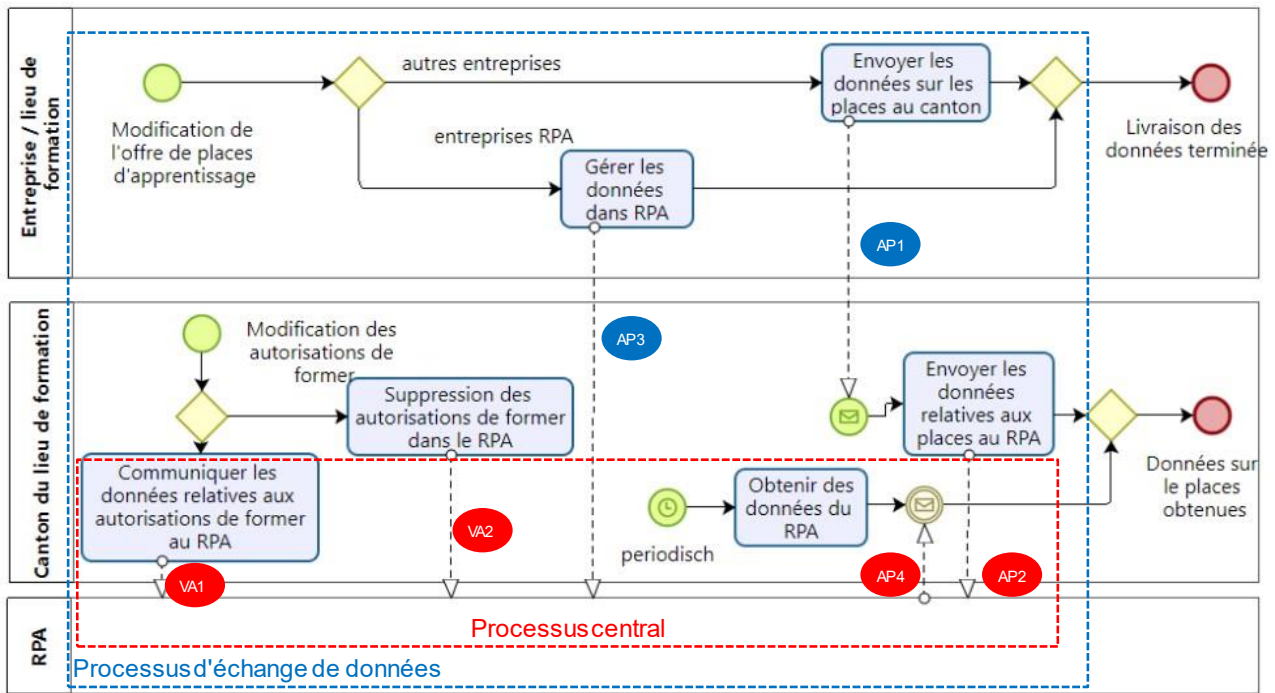 Entreprise / lieu de
formation
Modification de
l'offre de places
d'apprentissage
autres entreprises
entreprises RPA
Gérer les
données
dans RPA
Envoyer les
données sur les
places au canton
Livraison des
données terminée
AP1
AP3
Canton du lieu de formation
Modification des
autorisations de
former
Suppression des
autorisations de former
dans le RPA
Communiquer les
données relatives aux
autorisations de former
au RPA
VA1
VA2
periodisch
Obtenir des
données du
RPA
Envoyer les
données
relatives aux
places au RPA
Données sur
le places
obtenues
AP4
AP2
RPA
Processus central
Processus d'échange de données